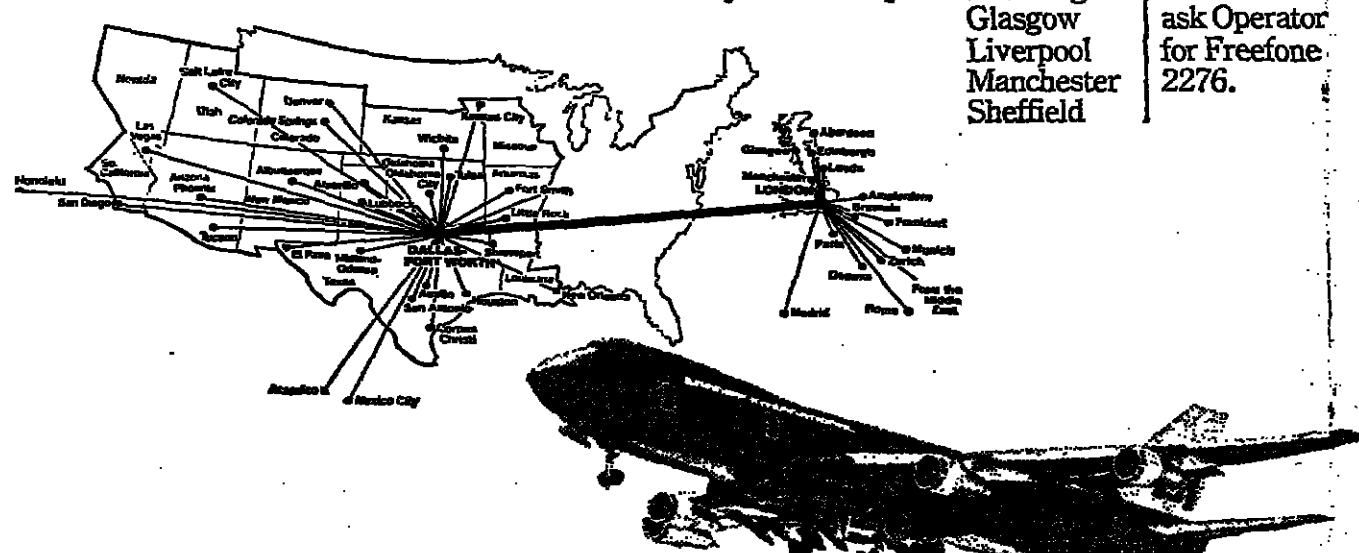 Glasgow
Liverpool
Manchester
Sheffield
ask Operator
for Freefone
2276.
Nevada
Salt Lake
City
Utah
Denver
Colorado Springs
Colorado
Kansas
Kansas City
Wichita
Missouri
Las
Vegas
So.
California
Arizona
Phoenix
Albuquerque
New Mexico
Amarillo
Lubbock
Oklahoma
Oklahoma
City
Tulsa
Arkansas
Fort Smith
Little Rock
Honolulu
San Diego
Tucson
El Paso
Midland-
Odessa
Texas
DALLAS-
FORT WORTH
Shreveport
Louisiana
New Orleans
Austin
San Antonio
Houston
Corpus
Christi
Acapulco
Mexico City
Aberdeen
Glasgow
Edinburgh
Leeds
Manchester
LONDON
Amsterdam
Brussels
Frankfurt
Paris
Munich
Zurich
From the
Middle
East
Madrid
Rome